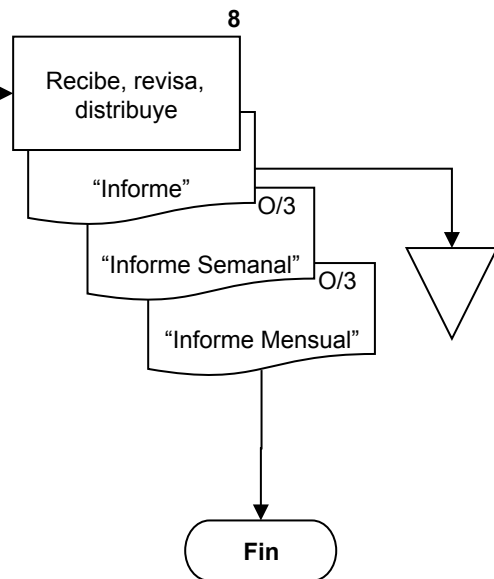 8
Recibe, revisa,
distribuye
“Informe”
O/3
“Informe Semanal”
O/3
“Informe Mensual”
Fin